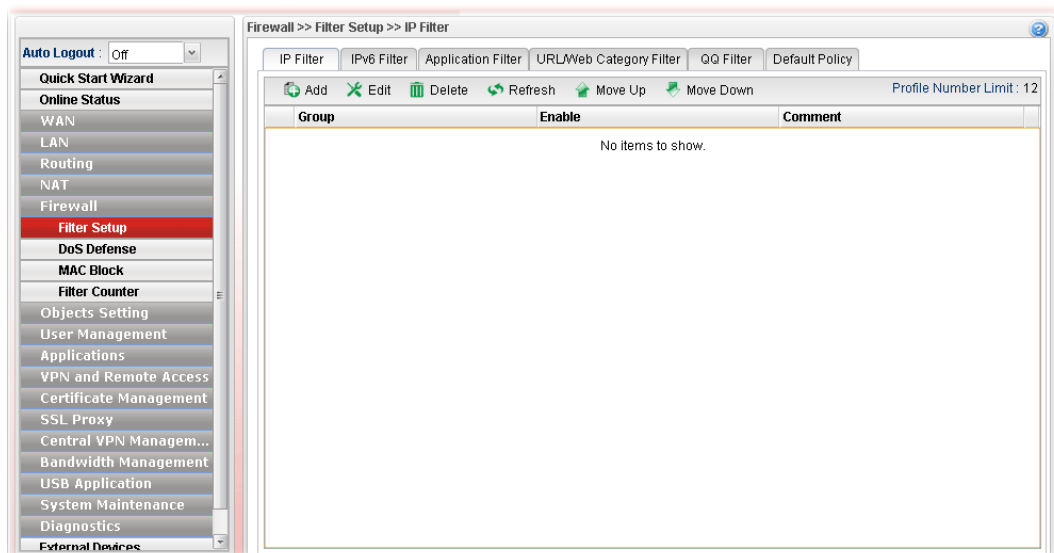 Firewall >> Filter Setup >> IP Filter
Auto Logout : Off
Quick Start Wizard
Online Status
WAN
LAN
Routing
NAT
Firewall
Filter Setup
DoS Defense
MAC Block
Filter Counter
Objects Setting
User Management
Applications
VPN and Remote Access
Certificate Management
SSL Proxy
Central VPN Managem...
Bandwidth Management
USB Application
System Maintenance
Diagnostics
External Devices
IP Filter IPv6 Filter Application Filter URL/Web Category Filter QQ Filter Default Policy
Add Edit Delete Refresh Move Up Move Down Profile Number Limit : 12
Group Enable Comment
No items to show.